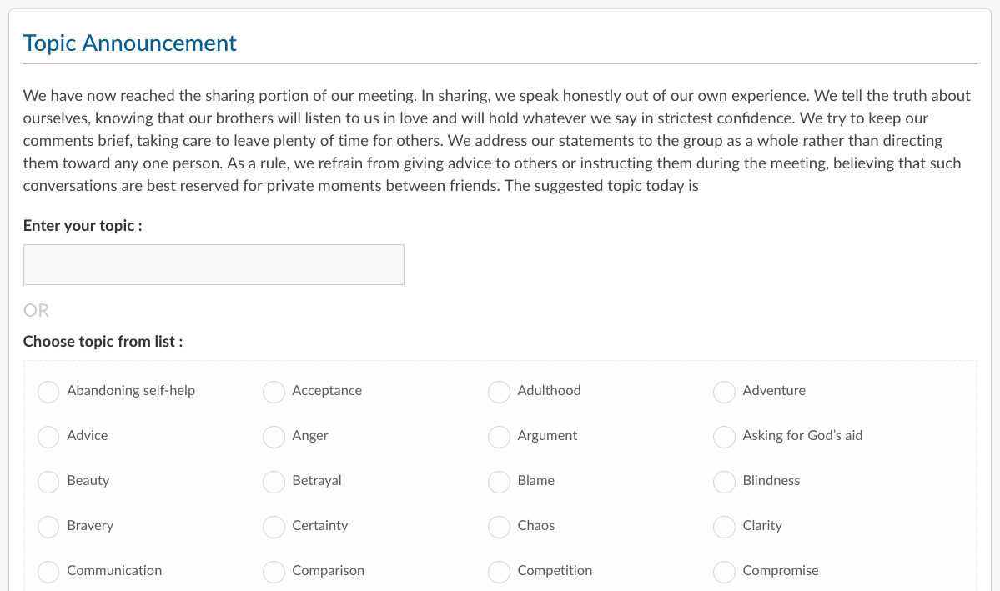 Topic Announcement
We have now reached the sharing portion of our meeting. In sharing, we speak honestly out of our own experience. We tell the truth about
ourselves, knowing that our brothers will listen to us in love and will hold whatever we say in strictest confidence. We try to keep our
comments brief, taking care to leave plenty of time for others. We address our statements to the group as a whole rather than directing
them toward any one person. As a rule, we refrain from giving advice to others or instructing them during the meeting, believing that such
conversations are best reserved for private moments between friends. The suggested topic today is
Enter your topic :
OR
Choose topic from list :
Abandoning self-help Acceptance Adulthood Adventure
Advice Anger Argument Asking for God’s aid
Beauty Betrayal Blame Blindness
Bravery Certainty Chaos Clarity
Communication Comparison Competition Compromise